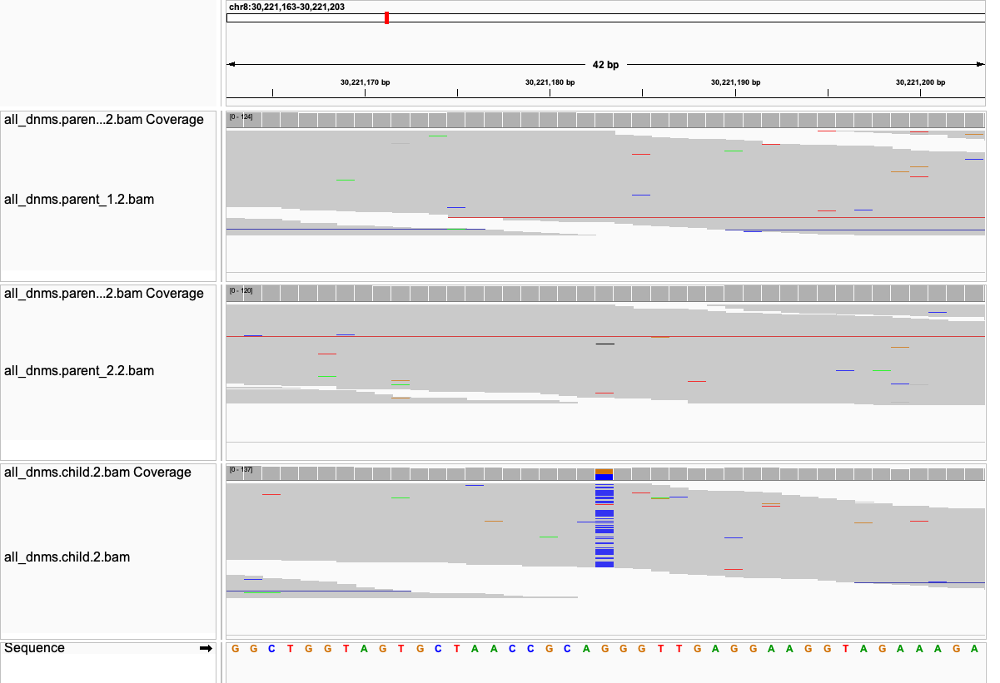 chr8:30,221,163-30,221,203
42 bp
30,221,170 bp 30,221,180 bp 30,221,190 bp 30,221,200 bp
all_dnms.paren...2.bam Coverage
[0 - 124]
all_dnms.parent_1.2.bam
all_dnms.paren...2.bam Coverage
[0 - 120]
all_dnms.parent_2.2.bam
all_dnms.child.2.bam Coverage
[0 - 137]
all_dnms.child.2.bam
Sequence
G G C T G G T A G T G C T A A C C G C A G G G T T G A G G A A G G T A G A A A G A